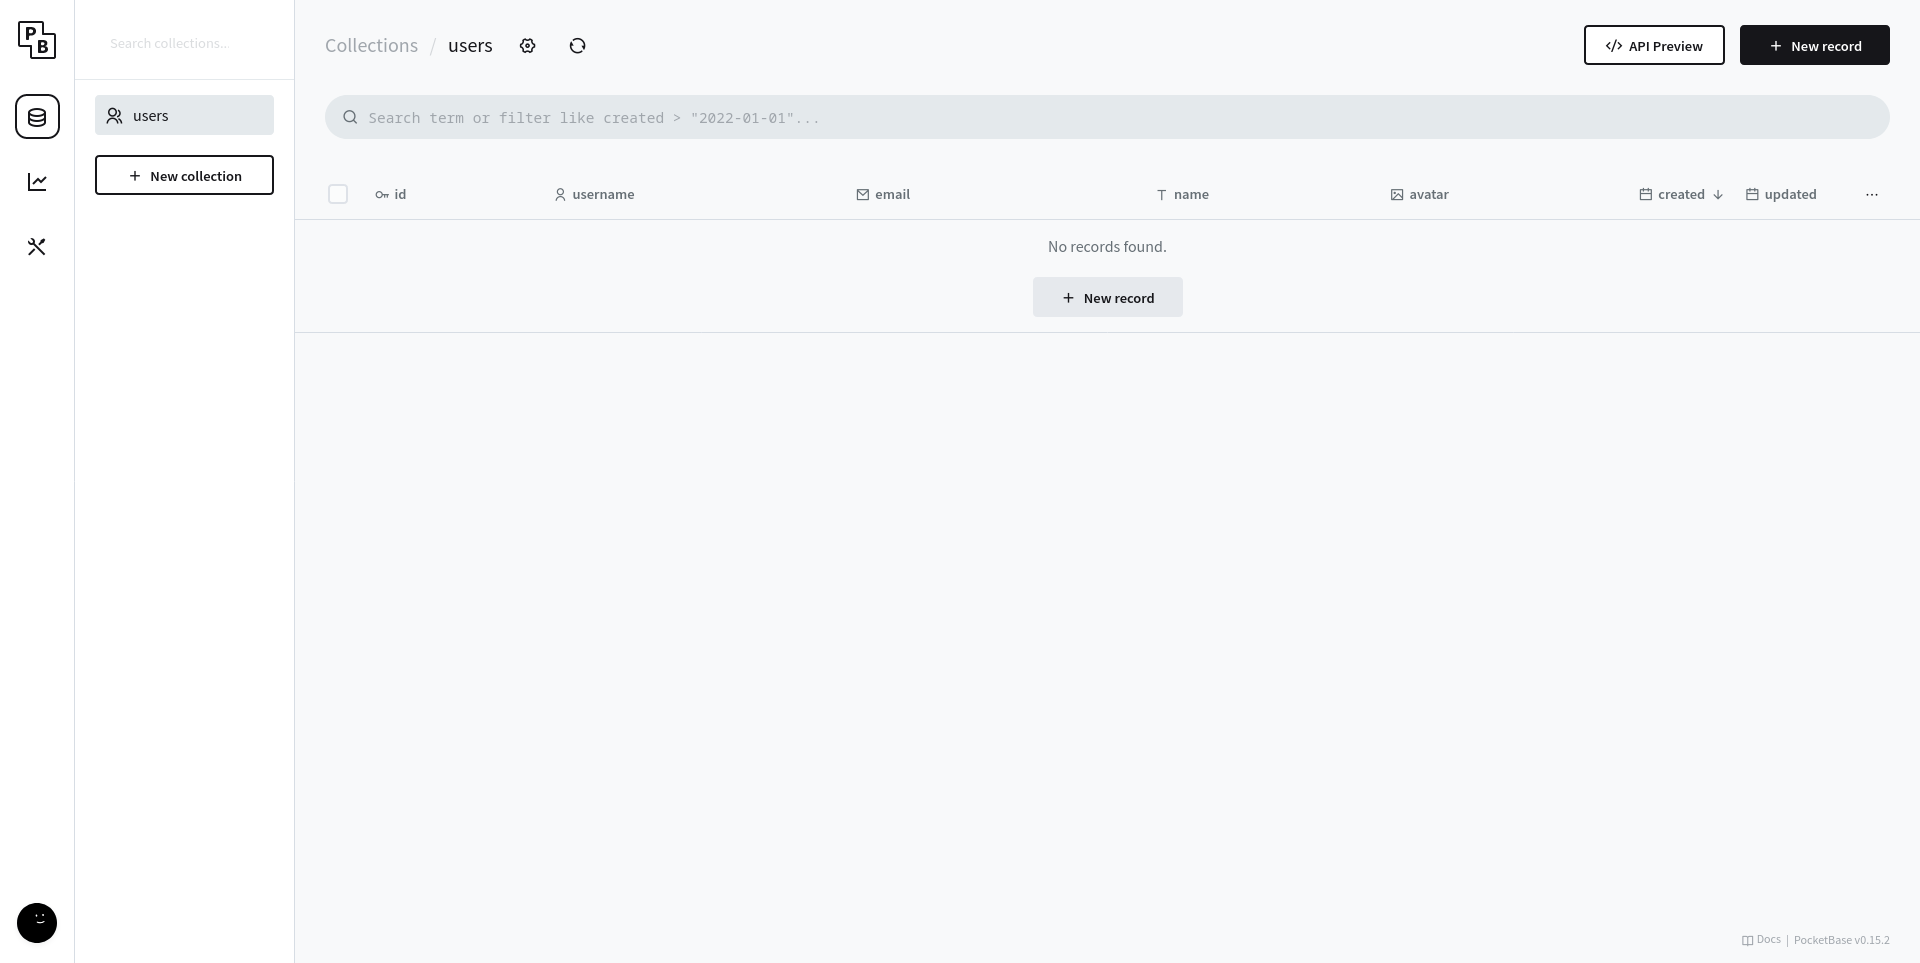 P
B
Search collections...
users
New collection
Collections / users
API Preview
New record
Search term or filter like created > "2022-01-01"...
id username email name avatar created updated
No records found.
New record
Docs | PocketBase v0.15.2